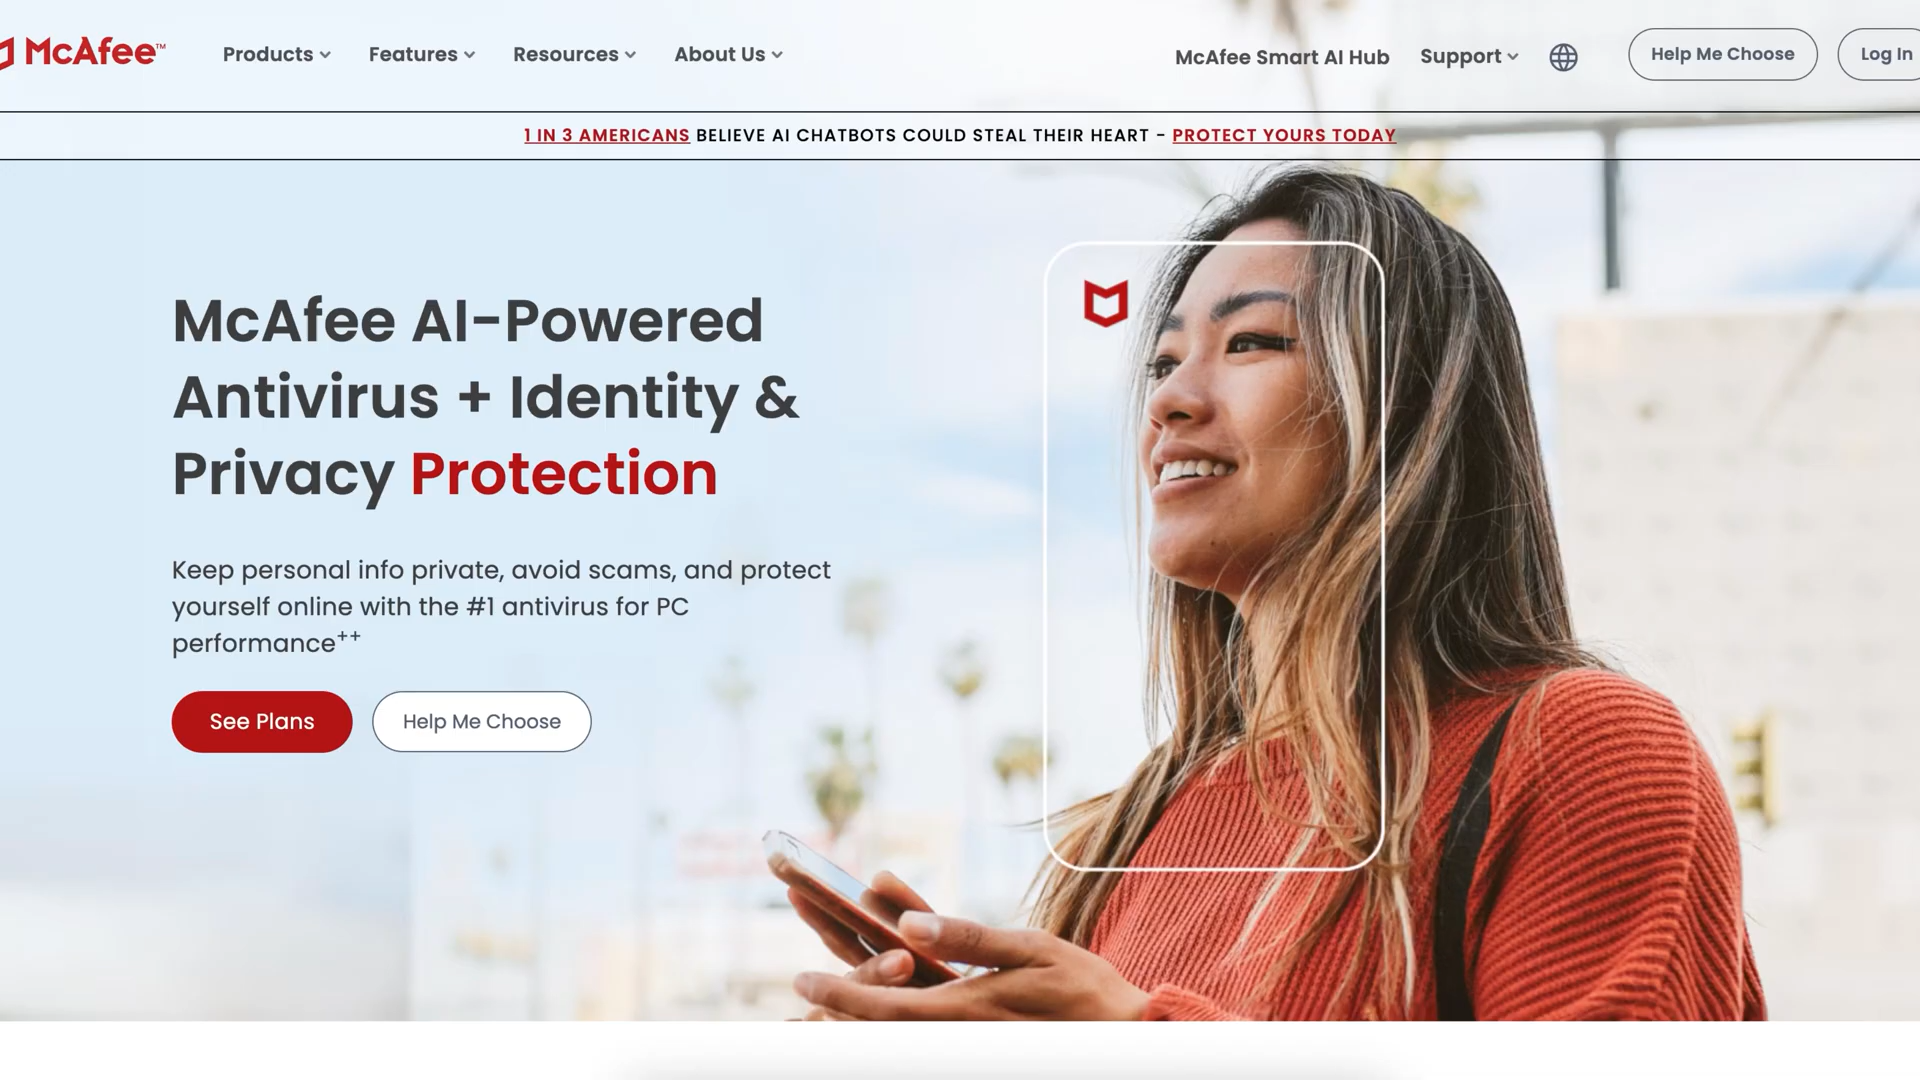 McAfee™
Products
Features
Resources
About Us
McAfee Smart AI Hub
Support
Help Me Choose
Log In
1 IN 3 AMERICANS BELIEVE AI CHATBOTS COULD STEAL THEIR HEART - PROTECT YOURS TODAY
McAfee AI-Powered
Antivirus + Identity &
Privacy Protection
Keep personal info private, avoid scams, and protect
yourself online with the #1 antivirus for PC
performance⁺⁺
See Plans
Help Me Choose